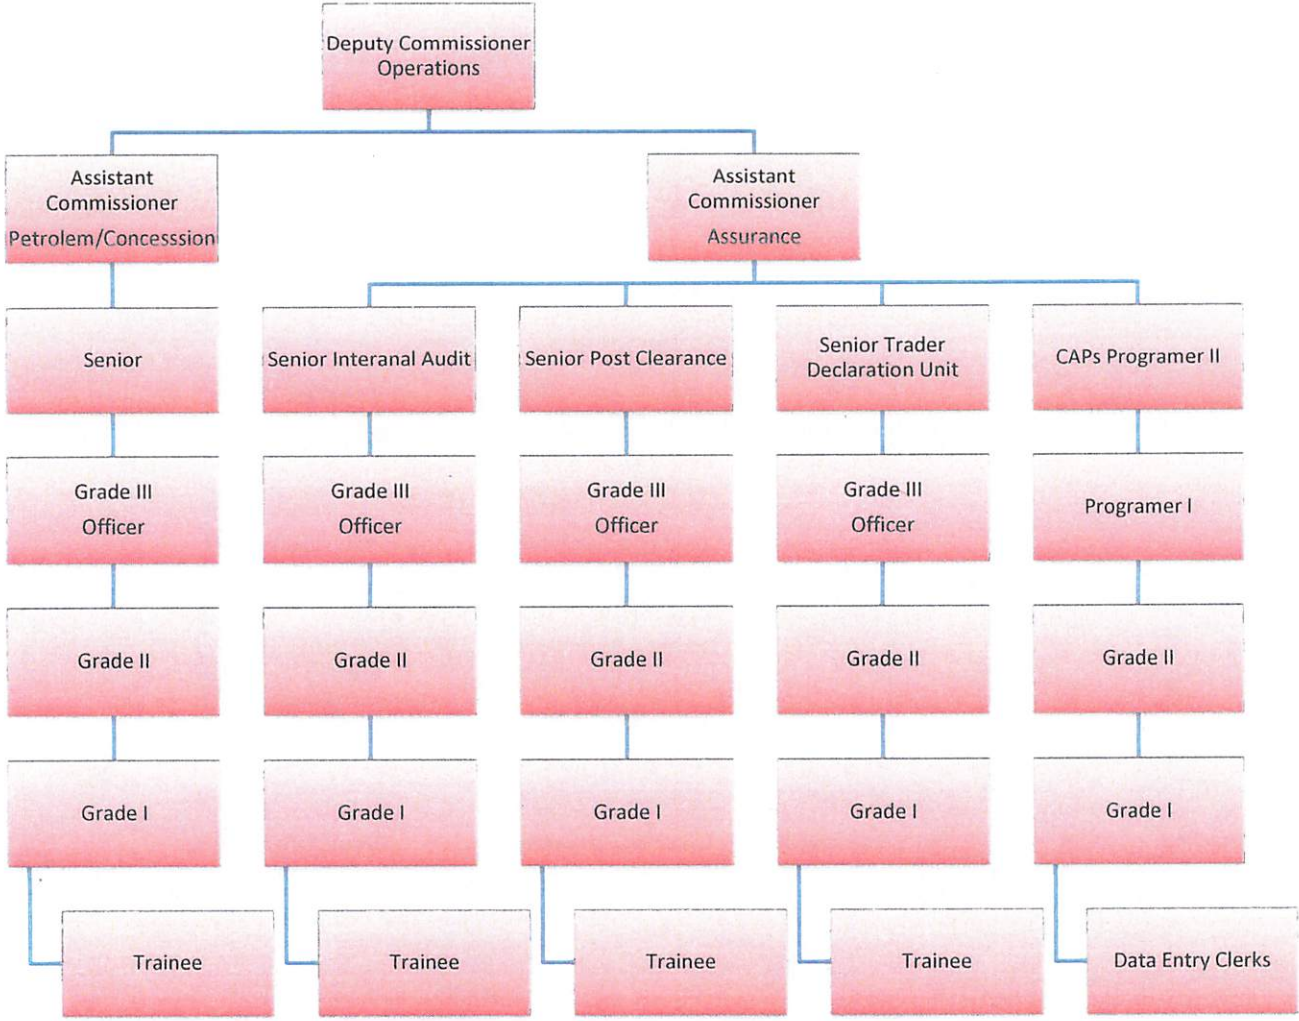 Deputy Commissioner
Operations
Assistant
Commissioner
Petrolem/Concesssion
Assistant
Commissioner
Assurance
Senior
Senior Interanal Audit
Senior Post Clearance
Senior Trader
Declaration Unit
CAPs Programer II
Grade III
Officer
Grade III
Officer
Grade III
Officer
Grade III
Officer
Programer I
Grade II
Grade II
Grade II
Grade II
Grade II
Grade I
Grade I
Grade I
Grade I
Grade I
Trainee
Trainee
Trainee
Trainee
Data Entry Clerks